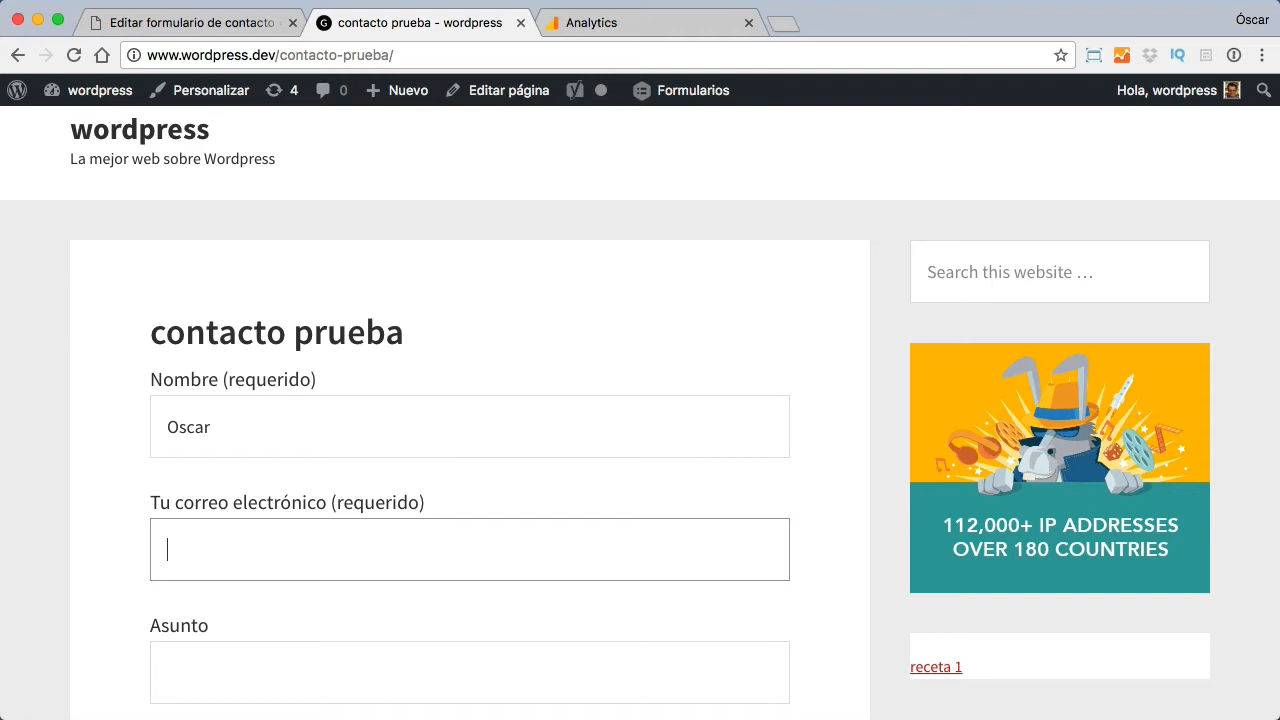 Editar formulario de contacto
contacto prueba - wordpress
Analytics
Óscar
www.wordpress.dev/contacto-prueba/
wordpress
Personalizar
4
0
Nuevo
Editar página
Formularios
Hola, wordpress
wordpress
La mejor web sobre Wordpress
Search this website …
contacto prueba
Nombre (requerido)
Oscar
Tu correo electrónico (requerido)
112,000+ IP ADDRESSES
OVER 180 COUNTRIES
Asunto
receta 1